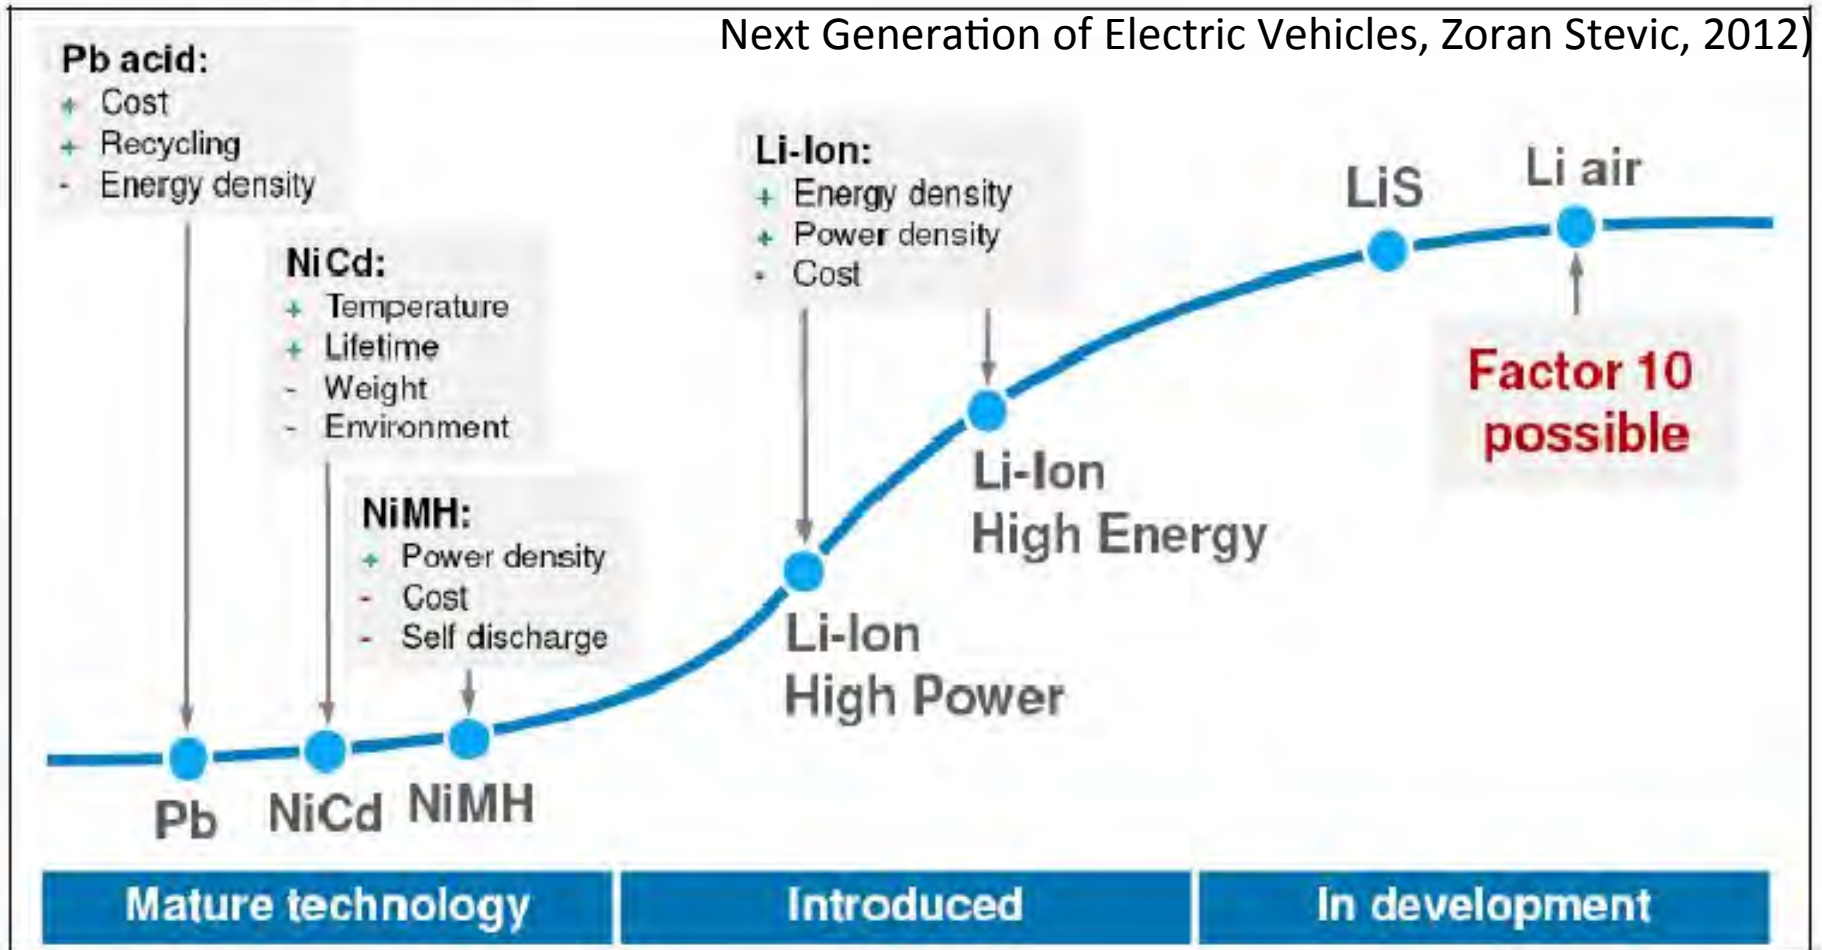 Next Generation of Electric Vehicles, Zoran Stevic, 2012)
Pb acid:
+ Cost
+ Recycling
- Energy density
NiCd:
+ Temperature
+ Lifetime
- Weight
- Environment
NiMH:
+ Power density
- Cost
- Self discharge
Li-Ion:
+ Energy density
+ Power density
- Cost
LiS
Li air
Factor 10
possible
Li-Ion
High Energy
Li-Ion
High Power
Pb
NiCd
NiMH
Mature technology
Introduced
In development